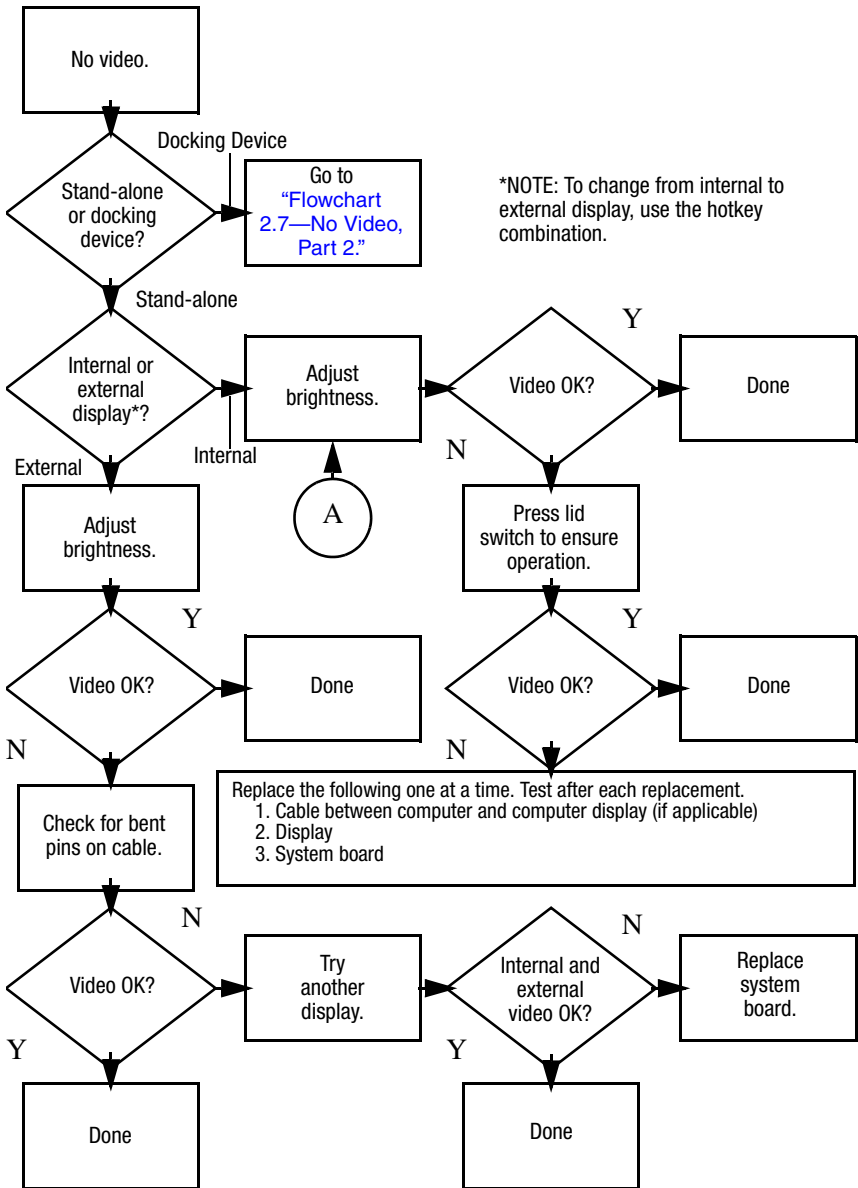 No video.
Docking Device
Stand-alone
or docking
device?
Go to
“Flowchart
2.7—No Video,
Part 2.”
*NOTE: To change from internal to
external display, use the hotkey
combination.
Stand-alone
Internal or
external
display*?
Internal
External
Adjust
brightness.
A
Video OK?
Y
Done
N
Press lid
switch to ensure
operation.
Adjust
brightness.
Video OK?
Y
Done
N
Video OK?
Y
Done
N
Replace the following one at a time. Test after each replacement.
1. Cable between computer and computer display (if applicable)
2. Display
3. System board
Check for bent
pins on cable.
Video OK?
N
Try
another
display.
Internal and
external
video OK?
N
Replace
system
board.
Y
Done
Y
Done